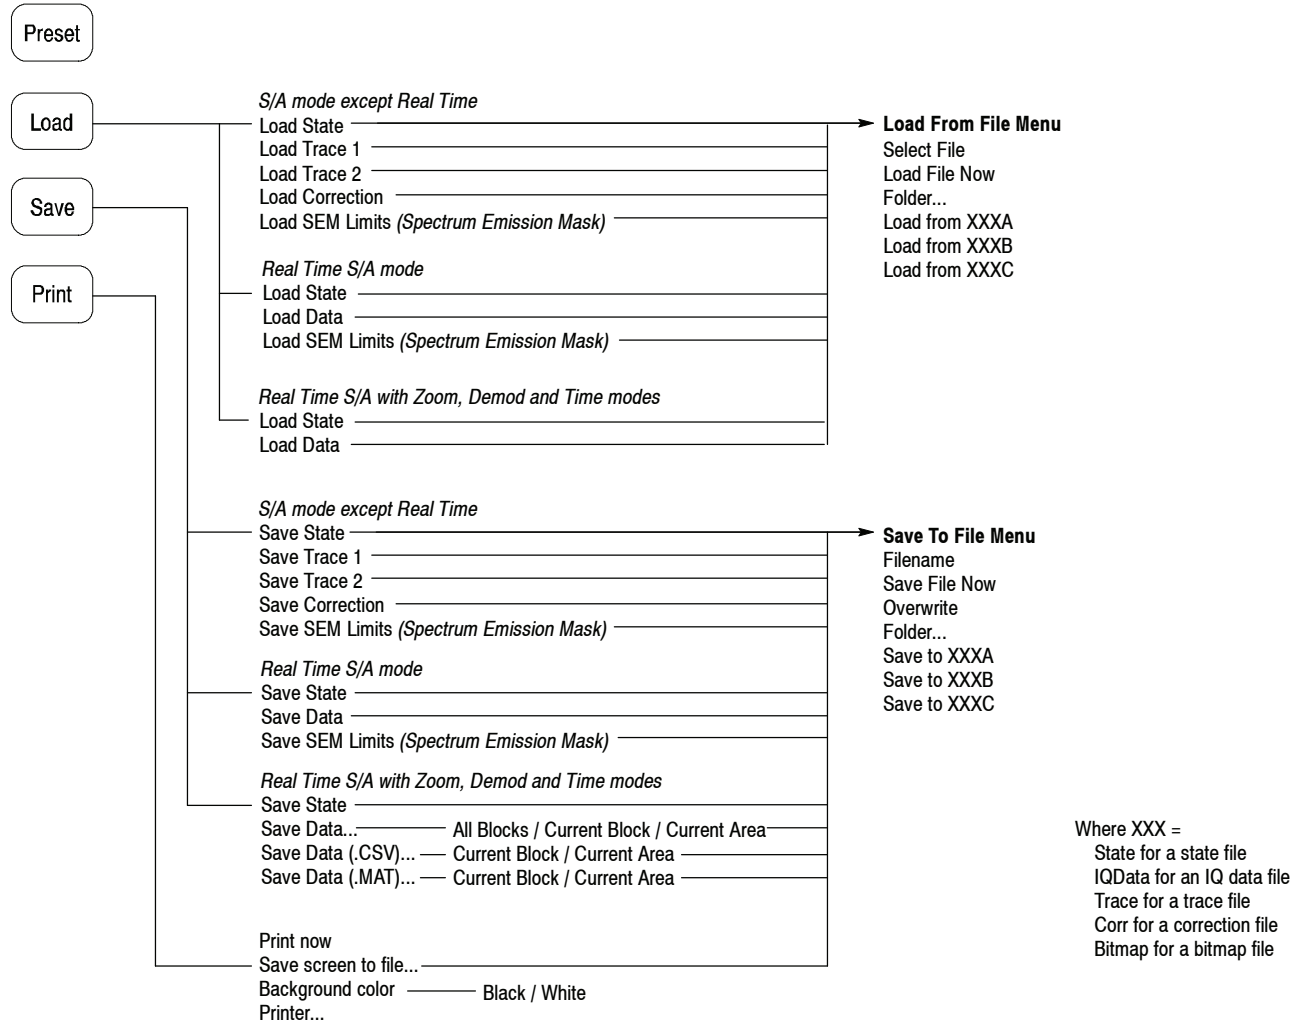 Preset
Load
Save
Print
S/A mode except Real Time
Load State
Load Trace 1
Load Trace 2
Load Correction
Load SEM Limits (Spectrum Emission Mask)
Real Time S/A mode
Load State
Load Data
Load SEM Limits (Spectrum Emission Mask)
Real Time S/A with Zoom, Demod and Time modes
Load State
Load Data
Load From File Menu
Select File
Load File Now
Folder...
Load from XXXA
Load from XXXB
Load from XXXC
S/A mode except Real Time
Save State
Save Trace 1
Save Trace 2
Save Correction
Save SEM Limits (Spectrum Emission Mask)
Real Time S/A mode
Save State
Save Data
Save SEM Limits (Spectrum Emission Mask)
Real Time S/A with Zoom, Demod and Time modes
Save State
Save Data... All Blocks / Current Block / Current Area
Save Data (.CSV)... Current Block / Current Area
Save Data (.MAT)... Current Block / Current Area
Save To File Menu
Filename
Save File Now
Overwrite
Folder...
Save to XXXA
Save to XXXB
Save to XXXC
Print now
Save screen to file...
Background color Black / White
Printer...
Where XXX =
State for a state file
IQData for an IQ data file
Trace for a trace file
Corr for a correction file
Bitmap for a bitmap file